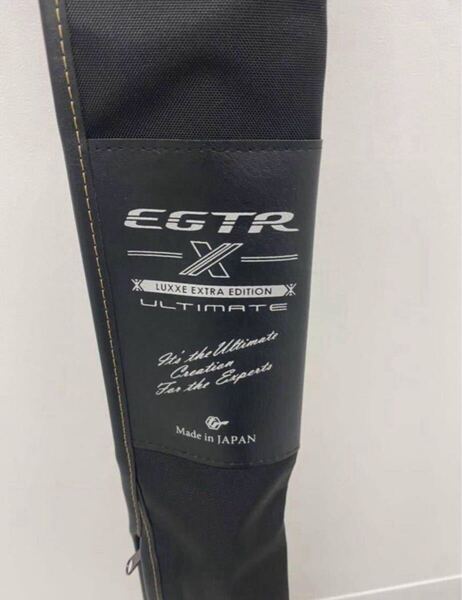 EGTR
X
LUXXE EXTRA EDITION
ULTIMATE
It's the Ultimate
Creation
For the Experts
Made in JAPAN